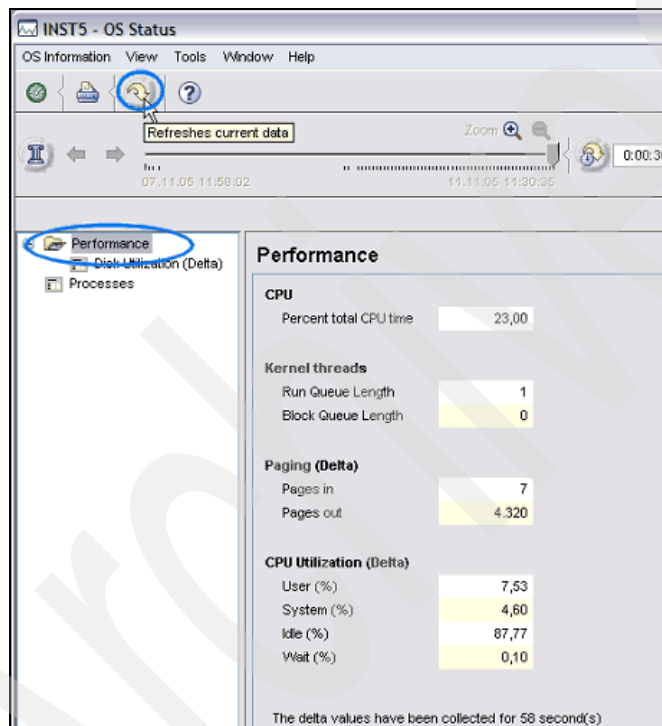 INST5 - OS Status
OS Information View Tools Window Help
Refreshes current data
Zoom
0:00:3
07.11.05 11:58:02 11.11.05 11:30:35
Performance
Disk Utilization (Delta)
Processes
Performance
CPU
Percent total CPU time 23,00
Kernel threads
Run Queue Length 1
Block Queue Length 0
Paging (Delta)
Pages in 7
Pages out 4.320
CPU Utilization (Delta)
User (%) 7,53
System (%) 4,60
Idle (%) 87,77
Wait (%) 0,10
The delta values have been collected for 58 second(s)